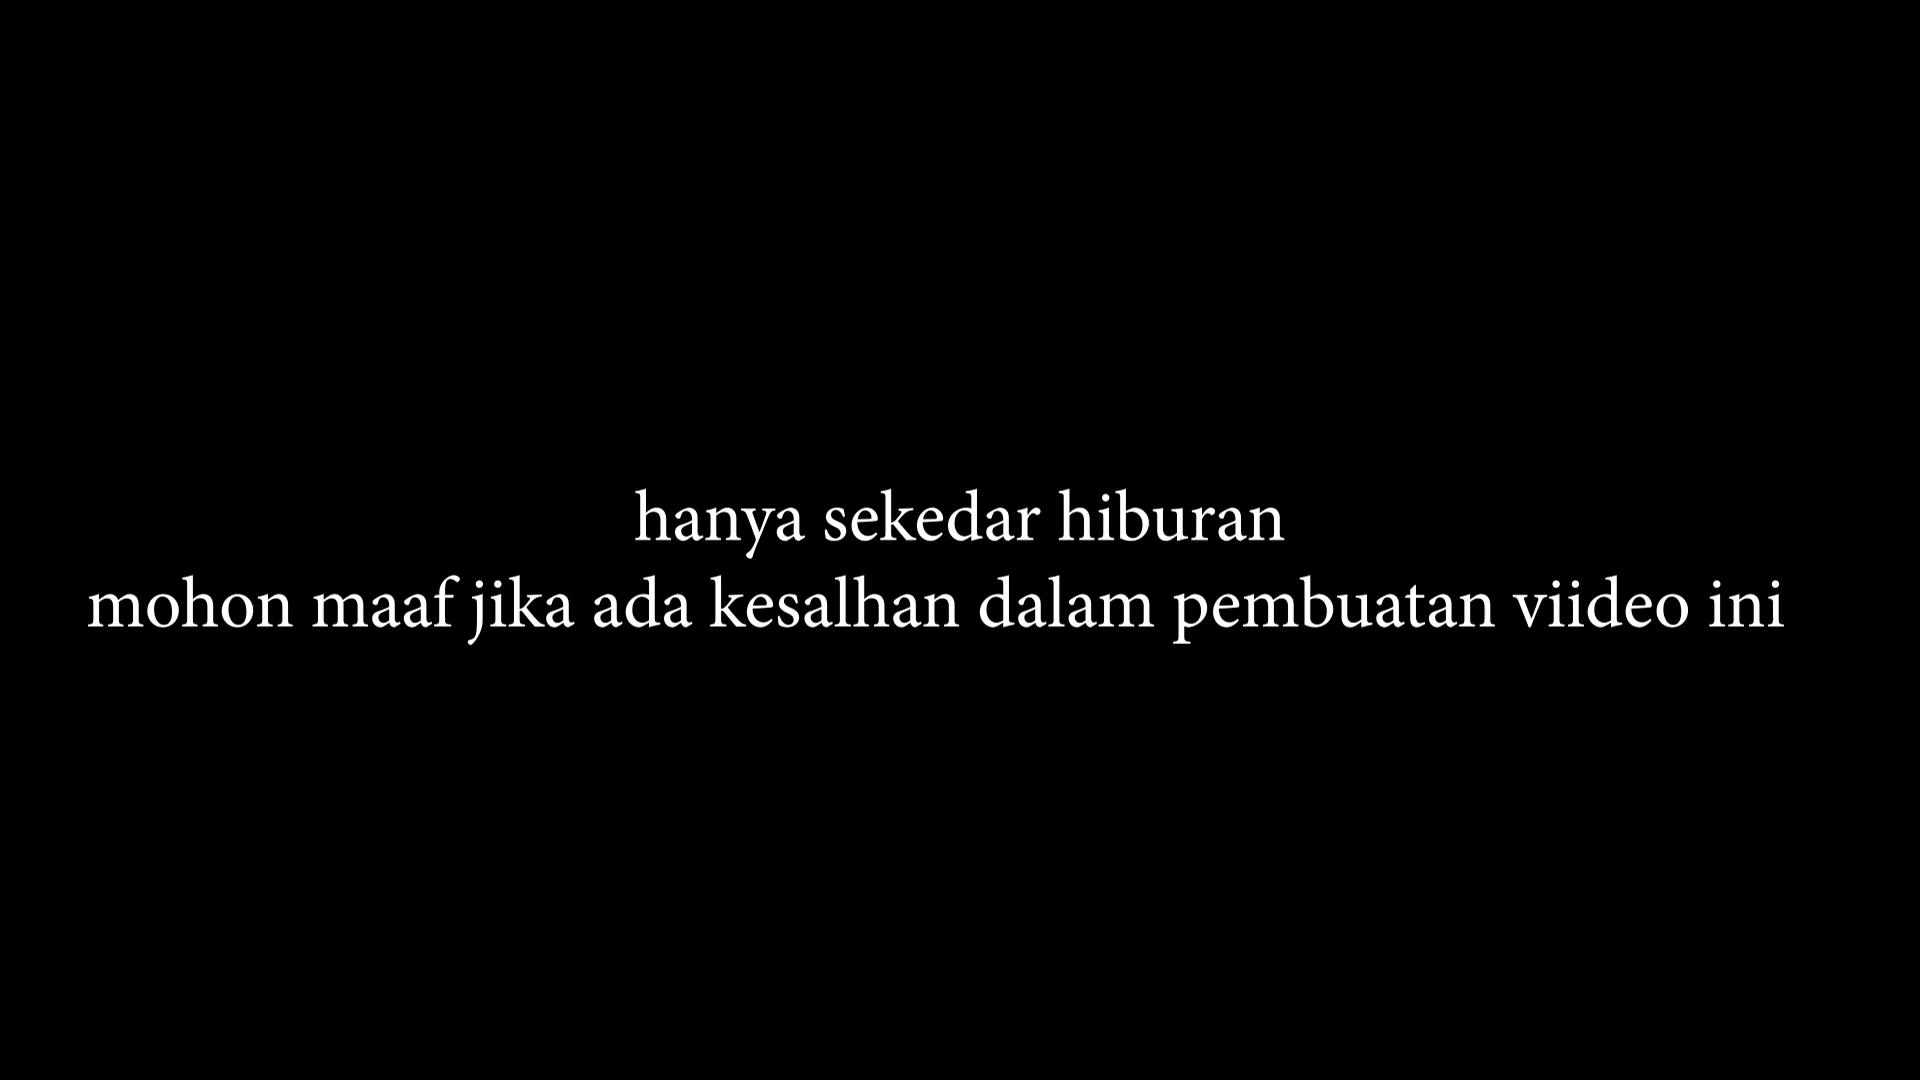 hanya sekedar hiburan
mohon maaf jika ada kesalhan dalam pembuatan viideo ini